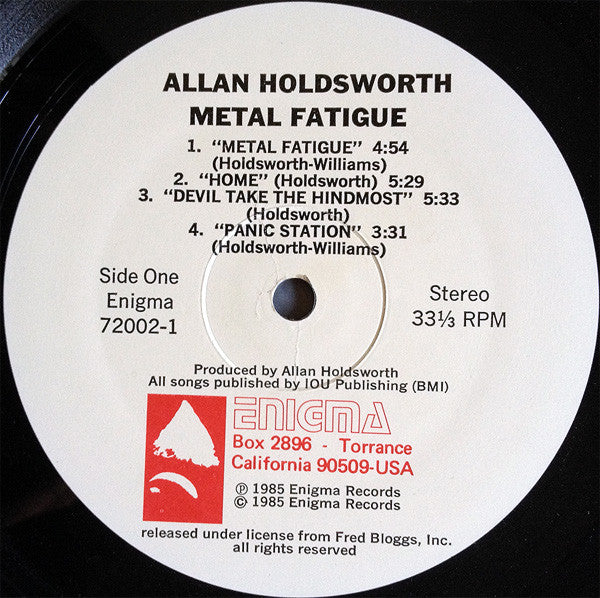 ALLAN HOLDSWORTH
METAL FATIGUE
1. "METAL FATIGUE" 4:54
(Holdsworth-Williams)
2. "HOME" (Holdsworth) 5:29
3. "DEVIL TAKE THE HINDMOST" 5:33
(Holdsworth)
4. "PANIC STATION" 3:31
(Holdsworth-Williams)
Side One
Enigma
72002-1
Stereo
33⅓ RPM
Produced by Allan Holdsworth
All songs published by IOU Publishing (BMI)
ENIGMA
Box 2896 - Torrance
California 90509-USA
℗ 1985 Enigma Records
© 1985 Enigma Records
released under license from Fred Bloggs, Inc.
all rights reserved